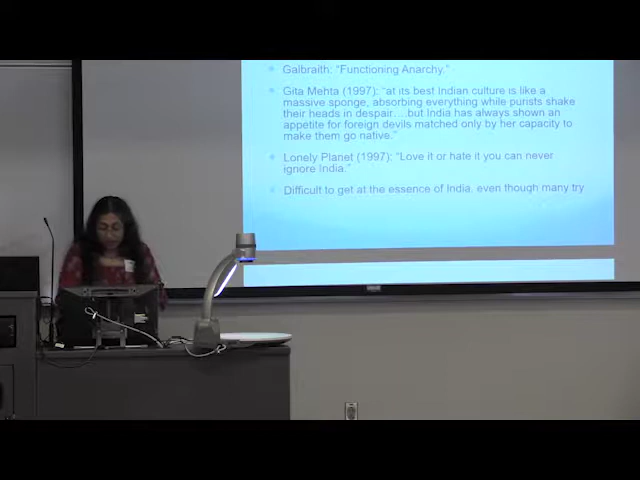 Galbraith: "Functioning Anarchy."
Gita Mehta (1997): "at its best Indian culture is like a
massive sponge, absorbing everything while purists shake
their heads in despair....but India has always shown an
appetite for foreign devils matched only by her capacity to
make them go native."
Lonely Planet (1997): "Love it or hate it you can never
ignore India."
Difficult to get at the essence of India, even though many try